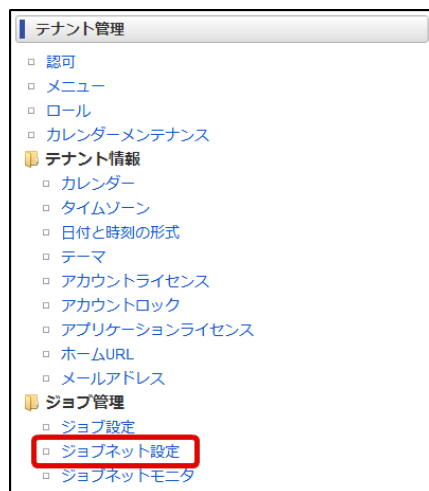 テナント管理
認可
メニュー
ロール
カレンダーメンテナンス
テナント情報
カレンダー
タイムゾーン
日付と時刻の形式
テーマ
アカウントライセンス
アカウントロック
アプリケーションライセンス
ホームURL
メールアドレス
ジョブ管理
ジョブ設定
ジョブネット設定
ジョブネットモニタ